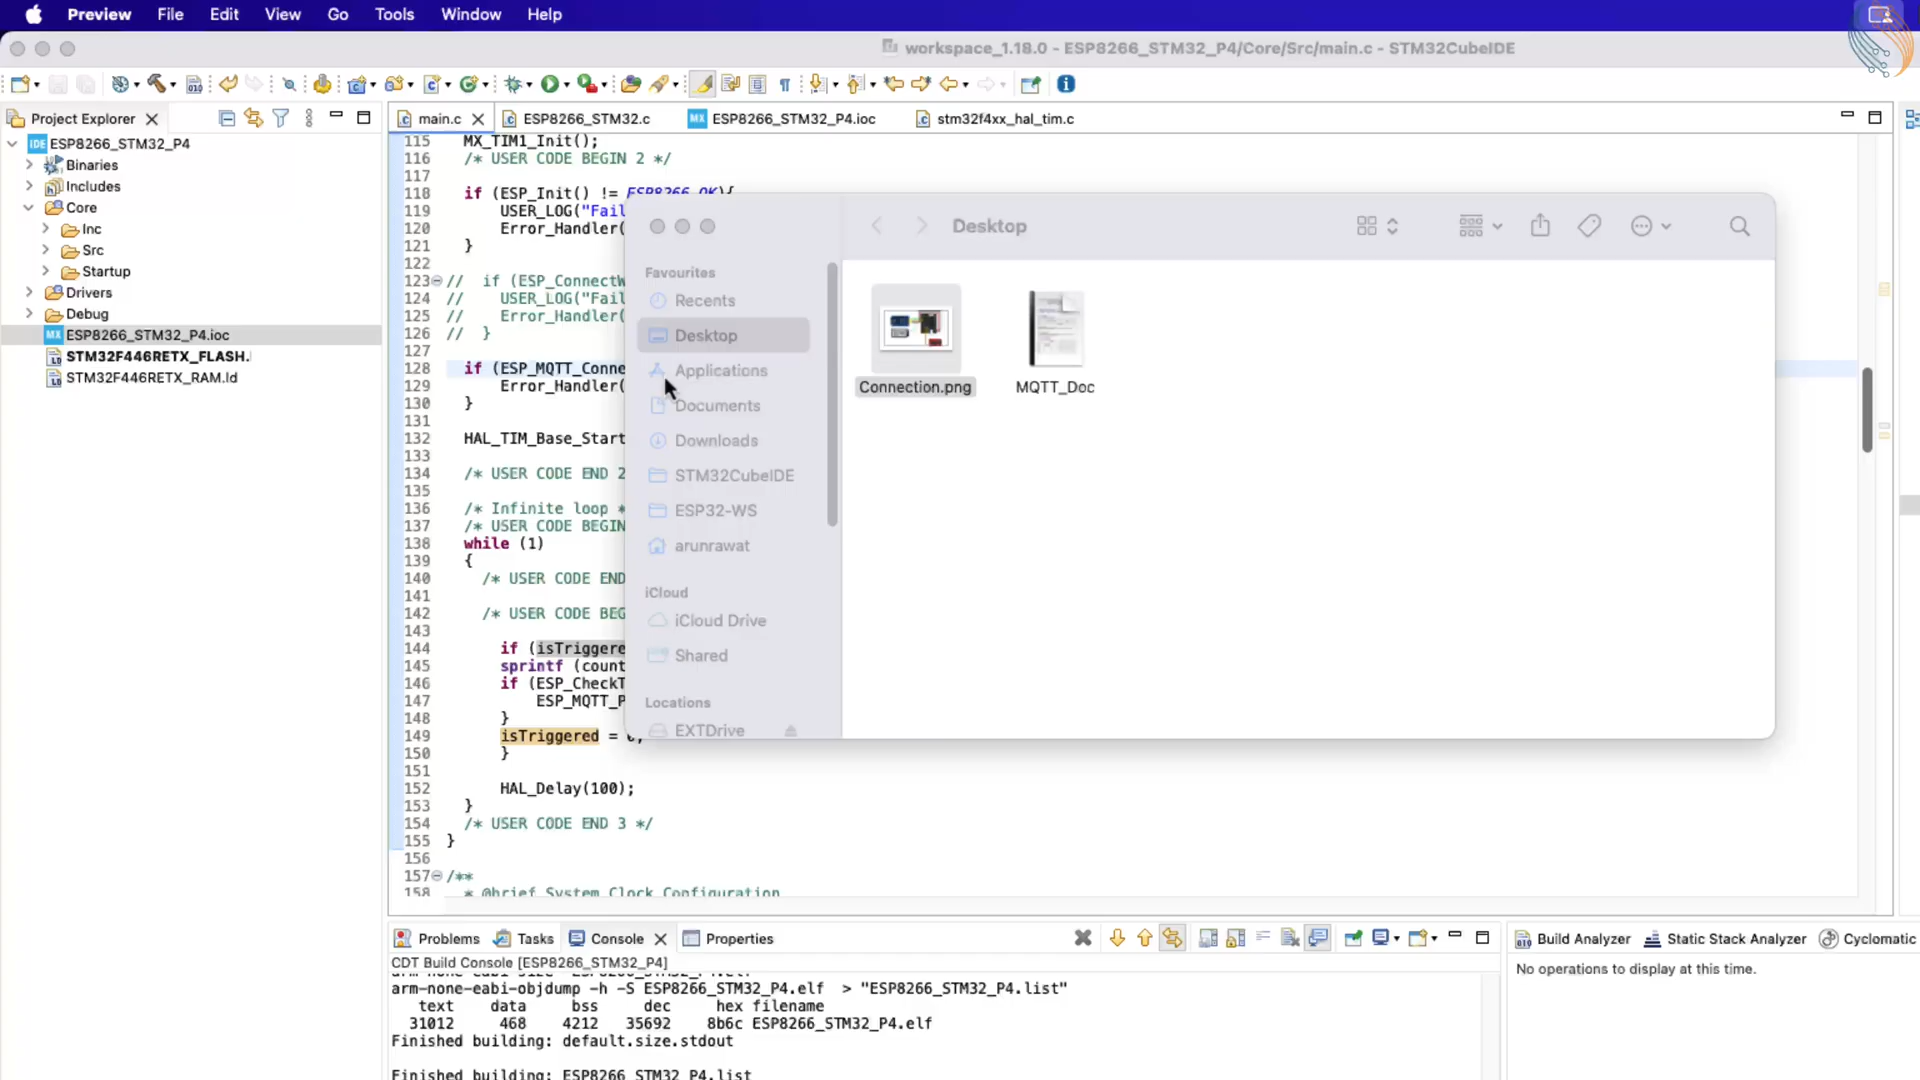 Preview File Edit View Go Tools Window Help
workspace_1.18.0 - ESP8266_STM32_P4/Core/Src/main.c - STM32CubeIDE
Project Explorer
ESP8266_STM32_P4
Binaries
Includes
Core
Inc
Src
Startup
Drivers
Debug
ESP8266_STM32_P4.ioc
STM32F446RETX_FLASH.
STM32F446RETX_RAM.ld
main.c ESP8266_STM32.c ESP8266_STM32_P4.ioc stm32f4xx_hal_tim.c
115 MX_TIM1_Init();
116 /* USER CODE BEGIN 2 */
117
118 if (ESP_Init() != ESP8266_OK){
119 USER_LOG("Fail
120 Error_Handler(
121 }
122
123 // if (ESP_ConnectW
124 // USER_LOG("Fail
125 // Error_Handler(
126 // }
127
128 if (ESP_MQTT_Conne
129 Error_Handler(
130 }
131
132 HAL_TIM_Base_Start
133
134 /* USER CODE END 2
135
136 /* Infinite loop *
137 /* USER CODE BEGIN
138 while (1)
139 {
140 /* USER CODE END
141
142 /* USER CODE BEG
143
144 if (isTriggere
145 sprintf (count
146 if (ESP_CheckT
147 ESP_MQTT_P
148 }
149 isTriggered =
150 }
151
152 HAL_Delay(100);
153 }
154 /* USER CODE END 3 */
155 }
156
157 /**
158 * @brief System Clock Configuration
Desktop
Favourites
Recents
Desktop
Applications
Documents
Downloads
STM32CubeIDE
ESP32-WS
arunrawat
iCloud
iCloud Drive
Shared
Locations
EXTDrive
Connection.png MQTT_Doc
Problems Tasks Console Properties
CDT Build Console [ESP8266_STM32_P4]
arm-none-eabi-size ESP8266_STM32_P4.elf
arm-none-eabi-objdump -h -S ESP8266_STM32_P4.elf > "ESP8266_STM32_P4.list"
text data bss dec hex filename
31012 468 4212 35692 8b6c ESP8266_STM32_P4.elf
Finished building: default.size.stdout
Finished building: ESP8266_STM32_P4.list
Build Analyzer Static Stack Analyzer Cyclomatic
No operations to display at this time.